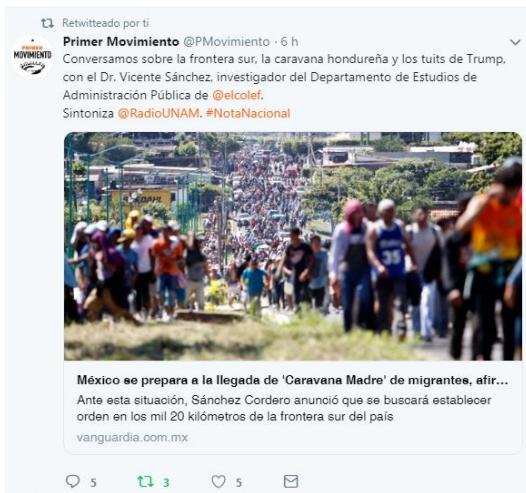 Retwitteado por ti
PRIMER
MOVIMIENTO
Primer Movimiento @PMovimiento · 6 h
Conversamos sobre la frontera sur, la caravana hondureña y los tuits de Trump,
con el Dr. Vicente Sánchez, investigador del Departamento de Estudios de
Administración Pública de @elcolef.
Sintoniza @RadioUNAM. #NotaNacional
DAHL
35
México se prepara a la llegada de 'Caravana Madre' de migrantes, afir...
Ante esta situación, Sánchez Cordero anunció que se buscará establecer
orden en los mil 20 kilómetros de la frontera sur del país
vanguardia.com.mx
5 3 5